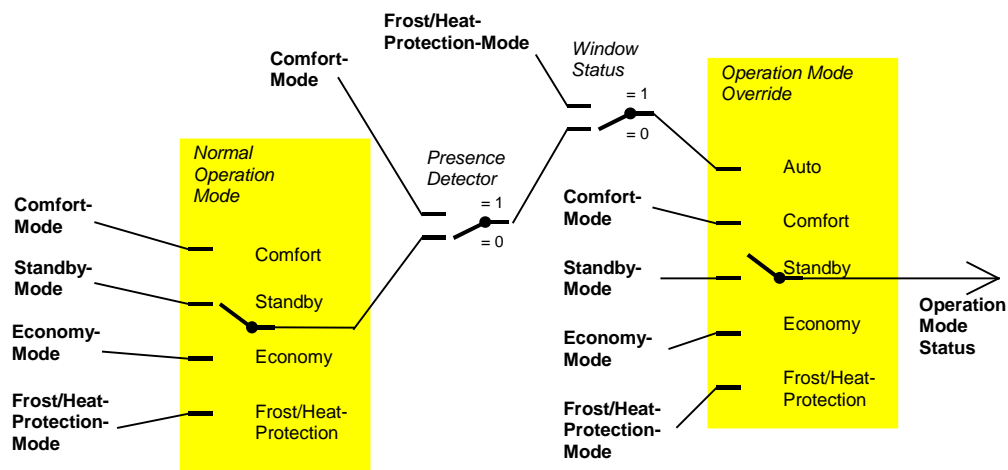 Frost/Heat-
Protection-Mode
Window
Status
Comfort-
Mode
= 1
= 0
Operation Mode
Override
Normal
Operation
Mode
Presence
Detector
= 1
= 0
Auto
Comfort-
Mode
Comfort
Standby-
Mode
Standby
Economy-
Mode
Economy
Frost/Heat-
Protection-
Mode
Frost/Heat-
Protection
Comfort-
Mode
Comfort
Standby-
Mode
Standby
Economy-
Mode
Economy
Frost/Heat-
Protection-
Mode
Frost/Heat-
Protection
Operation
Mode
Status